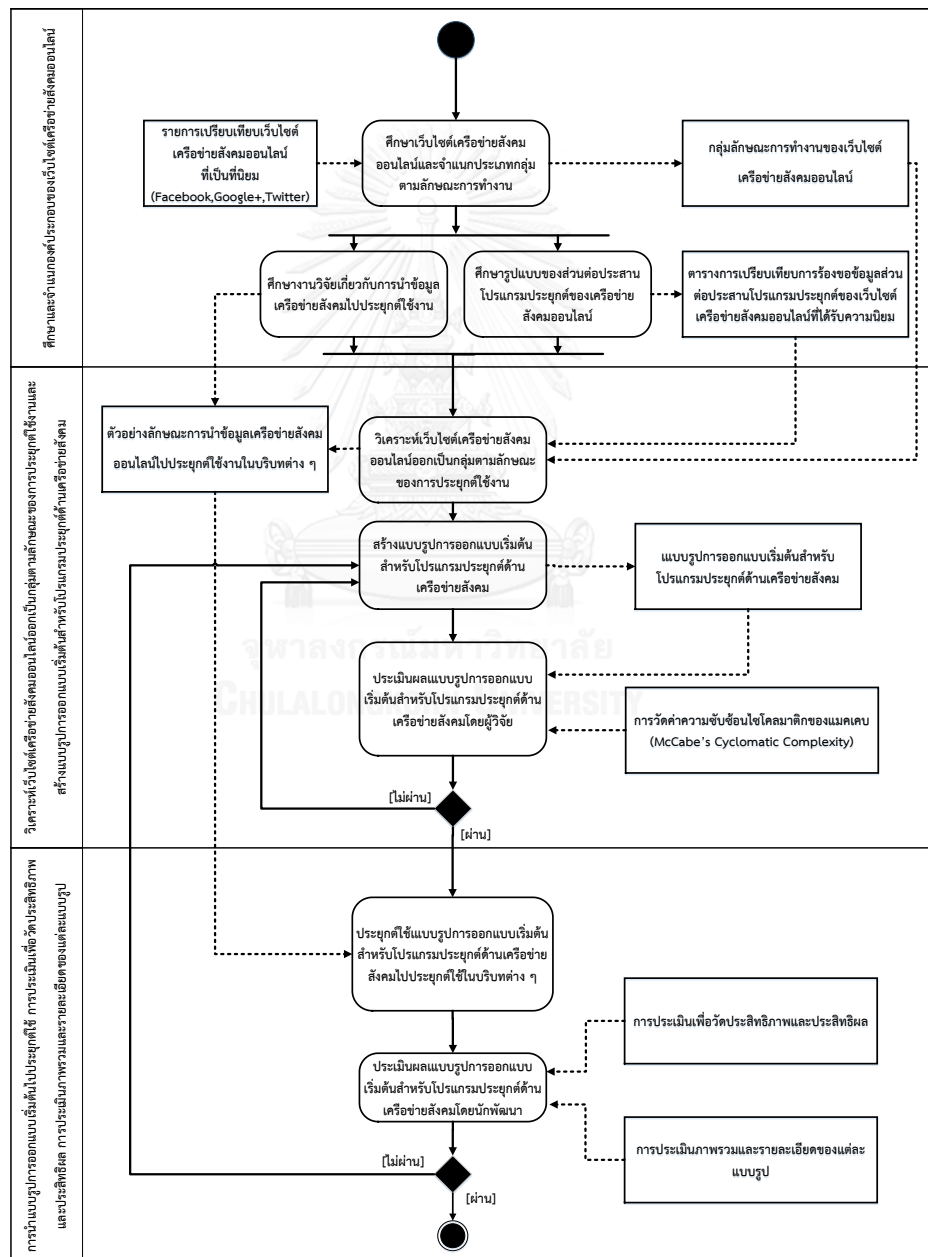 ศึกษาและจำแนกองค์ประกอบของเว็บไซต์เครือข่ายสังคมออนไลน์
รายการเปรียบเทียบเว็บไซต์
เครือข่ายสังคมออนไลน์
ที่เป็นที่นิยม
(Facebook,Google+,Twitter)
ศึกษาเว็บไซต์เครือข่ายสังคม
ออนไลน์และจำแนกประเภทกลุ่ม
ตามลักษณะการทำงาน
กลุ่มลักษณะการทำงานของเว็บไซต์
เครือข่ายสังคมออนไลน์
ศึกษางานวิจัยเกี่ยวกับการนำข้อมูล
เครือข่ายสังคมไปประยุกต์ใช้งาน
ศึกษารูปแบบของส่วนต่อประสาน
โปรแกรมประยุกต์ของเครือข่าย
สังคมออนไลน์
ตารางการเปรียบเทียบการร้องขอข้อมูลส่วน
ต่อประสานโปรแกรมประยุกต์ของเว็บไซต์
เครือข่ายสังคมออนไลน์ที่ได้รับความนิยม
วิเคราะห์เว็บไซต์เครือข่ายสังคมออนไลน์ออกเป็นกลุ่มตามลักษณะของการประยุกต์ใช้งานและ
สร้างแบบรูปการออกแบบเริ่มต้นสำหรับโปรแกรมประยุกต์ด้านเครือข่ายสังคม
ตัวอย่างลักษณะการนำข้อมูลเครือข่ายสังคม
ออนไลน์ไปประยุกต์ใช้งานในบริบทต่าง ๆ
วิเคราะห์เว็บไซต์เครือข่ายสังคม
ออนไลน์ออกเป็นกลุ่มตามลักษณะ
ของการประยุกต์ใช้งาน
สร้างแบบรูปการออกแบบเริ่มต้น
สำหรับโปรแกรมประยุกต์ด้าน
เครือข่ายสังคม
แบบรูปการออกแบบเริ่มต้นสำหรับ
โปรแกรมประยุกต์ด้านเครือข่ายสังคม
จุฬาลงกรณ์มหาวิทยาลัย
CHULALONGKORN UNIVERSITY
ประเมินผลแบบรูปการออกแบบ
เริ่มต้นสำหรับโปรแกรมประยุกต์ด้าน
เครือข่ายสังคมโดยผู้วิจัย
การวัดค่าความซับซ้อนไซโคลมาติกของแมคเคบ
(McCabe's Cyclomatic Complexity)
[ไม่ผ่าน]
[ผ่าน]
การนำแบบรูปการออกแบบเริ่มต้นไปประยุกต์ใช้ การประเมินเพื่อวัดประสิทธิภาพ
และประสิทธิผล การประเมินภาพรวมและรายละเอียดของแต่ละแบบรูป
ประยุกต์ใช้แบบรูปการออกแบบเริ่มต้น
สำหรับโปรแกรมประยุกต์ด้านเครือข่าย
สังคมไปประยุกต์ใช้ในบริบทต่าง ๆ
การประเมินเพื่อวัดประสิทธิภาพและประสิทธิผล
ประเมินผลแบบรูปการออกแบบ
เริ่มต้นสำหรับโปรแกรมประยุกต์ด้าน
เครือข่ายสังคมโดยนักพัฒนา
การประเมินภาพรวมและรายละเอียดของแต่ละ
แบบรูป
[ไม่ผ่าน]
[ผ่าน]